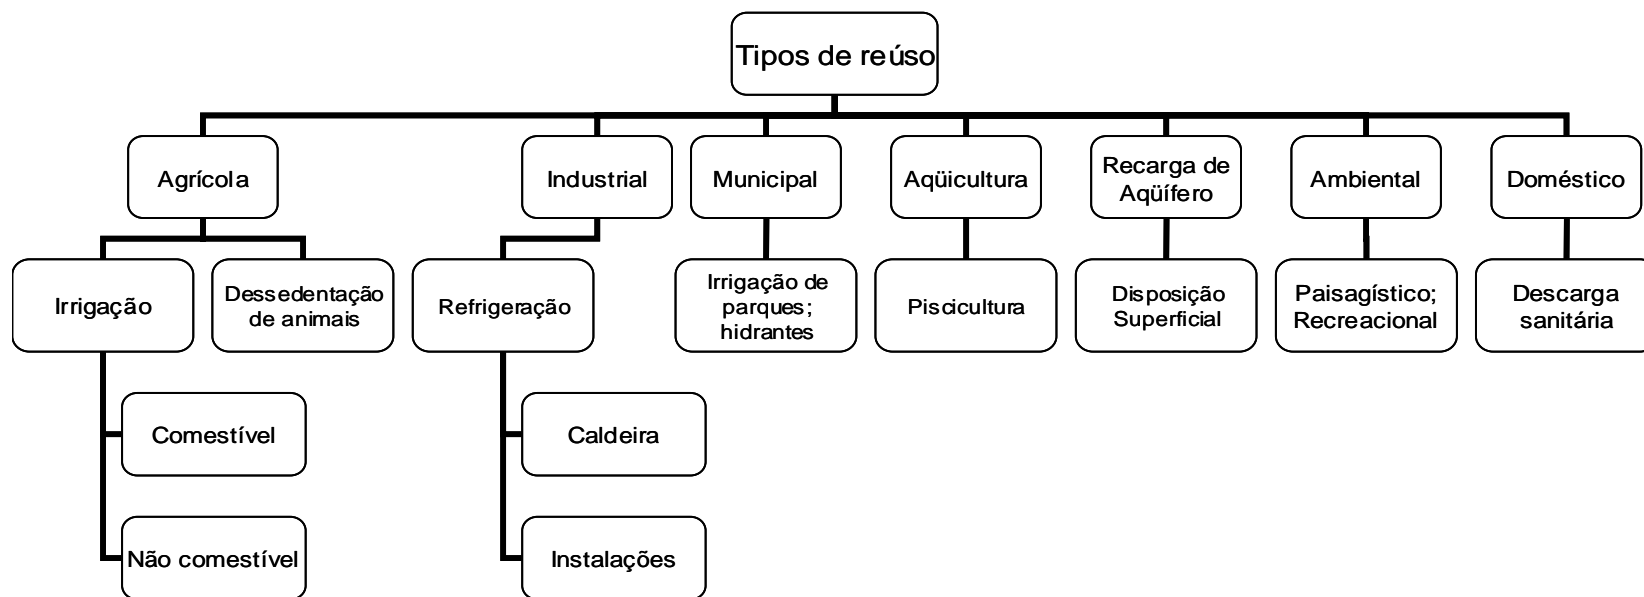 Tipos de reúso
Agrícola
Industrial
Municipal
Aqüicultura
Recarga de
Aqüífero
Ambiental
Doméstico
Irrigação
Dessedentação
de animais
Refrigeração
Irrigação de
parques;
hidrantes
Piscicultura
Disposição
Superficial
Paisagístico;
Recreacional
Descarga
sanitária
Comestível
Caldeira
Não comestível
Instalações